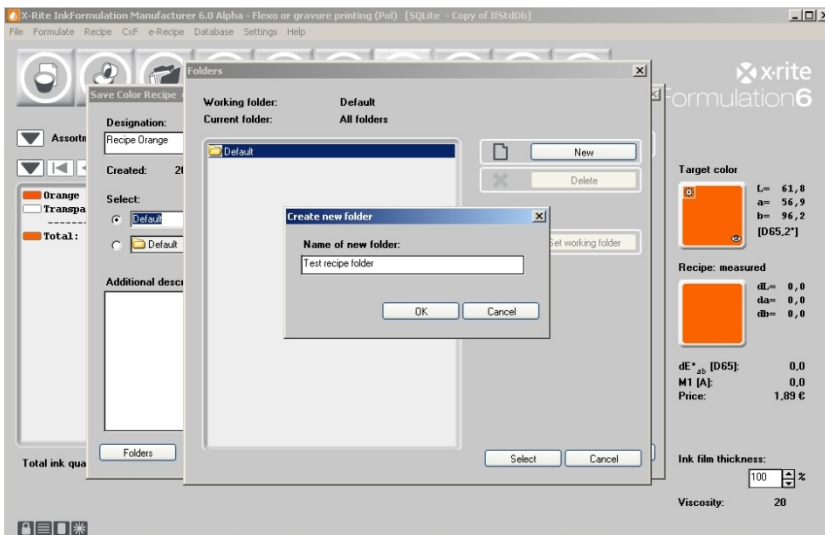 X-Rite InkFormulation Manufacturer 6.0 Alpha - Flexo or gravure printing (Pol) [SQLite - Copy of IfStdDb]
File Formulate Recipe CxF e-Recipe Database Settings Help
x·rite
Formulation6
Save Color Recipe
Designation:
Recipe Orange
Created: 20
Select:
Default
Default
Additional descr
Folders
Assortm
Orange
Transpa
Total:
Total ink qua
Folders
Working folder: Default
Current folder: All folders
Default
New
Delete
Set working folder
Select Cancel
Create new folder
Name of new folder:
Test recipe folder
OK Cancel
Target color
L= 61,8
a= 56,9
b= 96,2
[D65,2°]
Recipe: measured
dL= 0,0
da= 0,0
db= 0,0
dE*ab [D65]: 0,0
M1 [A]: 0,0
Price: 1,89 €
Ink film thickness:
100 %
Viscosity: 20